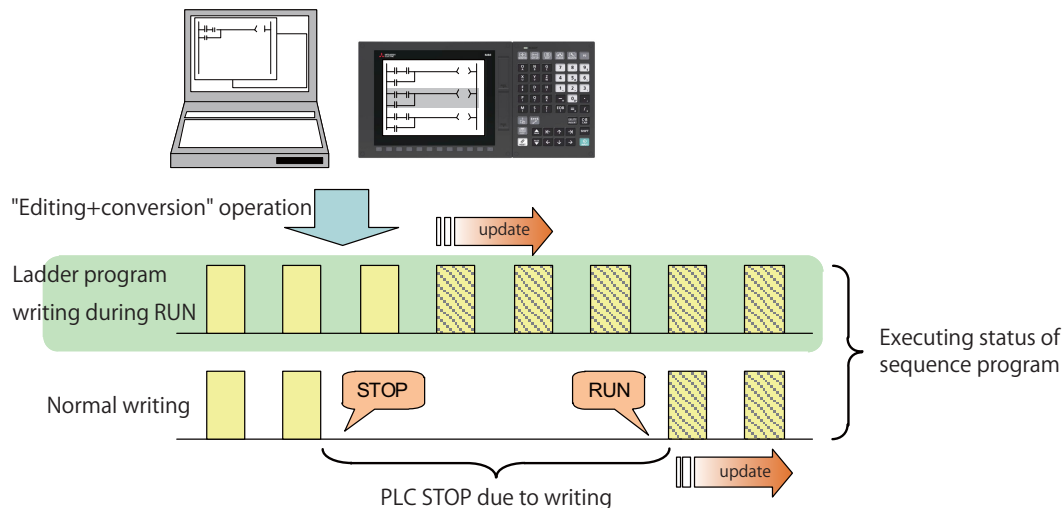 "Editing+conversion" operation
update
Ladder program
writing during RUN
Executing status of
sequence program
STOP
RUN
Normal writing
update
PLC STOP due to writing